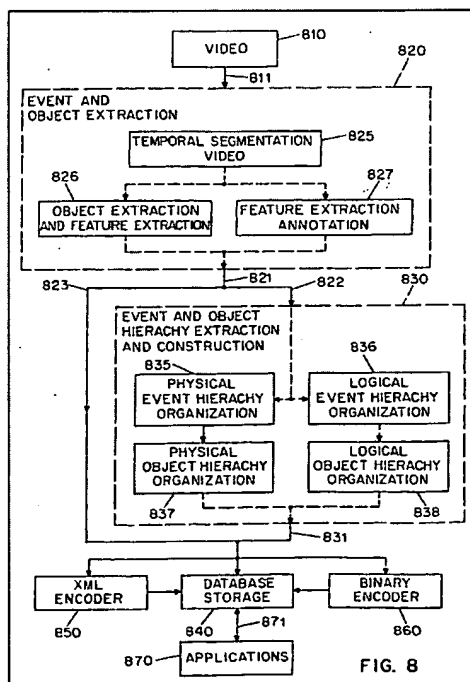 VIDEO
810
820
811
EVENT AND
OBJECT EXTRACTION
825
TEMPORAL SEGMENTATION
VIDEO
826
827
OBJECT EXTRACTION
AND FEATURE EXTRACTION
FEATURE EXTRACTION
ANNOTATION
821
823
822
830
EVENT AND OBJECT
HIERACHY EXTRACTION
AND CONSTRUCTION
835
836
PHYSICAL
EVENT HIERACHY
ORGANIZATION
LOGICAL
EVENT HIERACHY
ORGANIZATION
PHYSICAL
OBJECT HIERACHY
ORGANIZATION
LOGICAL
OBJECT HIERACHY
ORGANIZATION
837
838
831
XML
ENCODER
DATABASE
STORAGE
BINARY
ENCODER
850
840
871
860
870
APPLICATIONS
FIG. 8